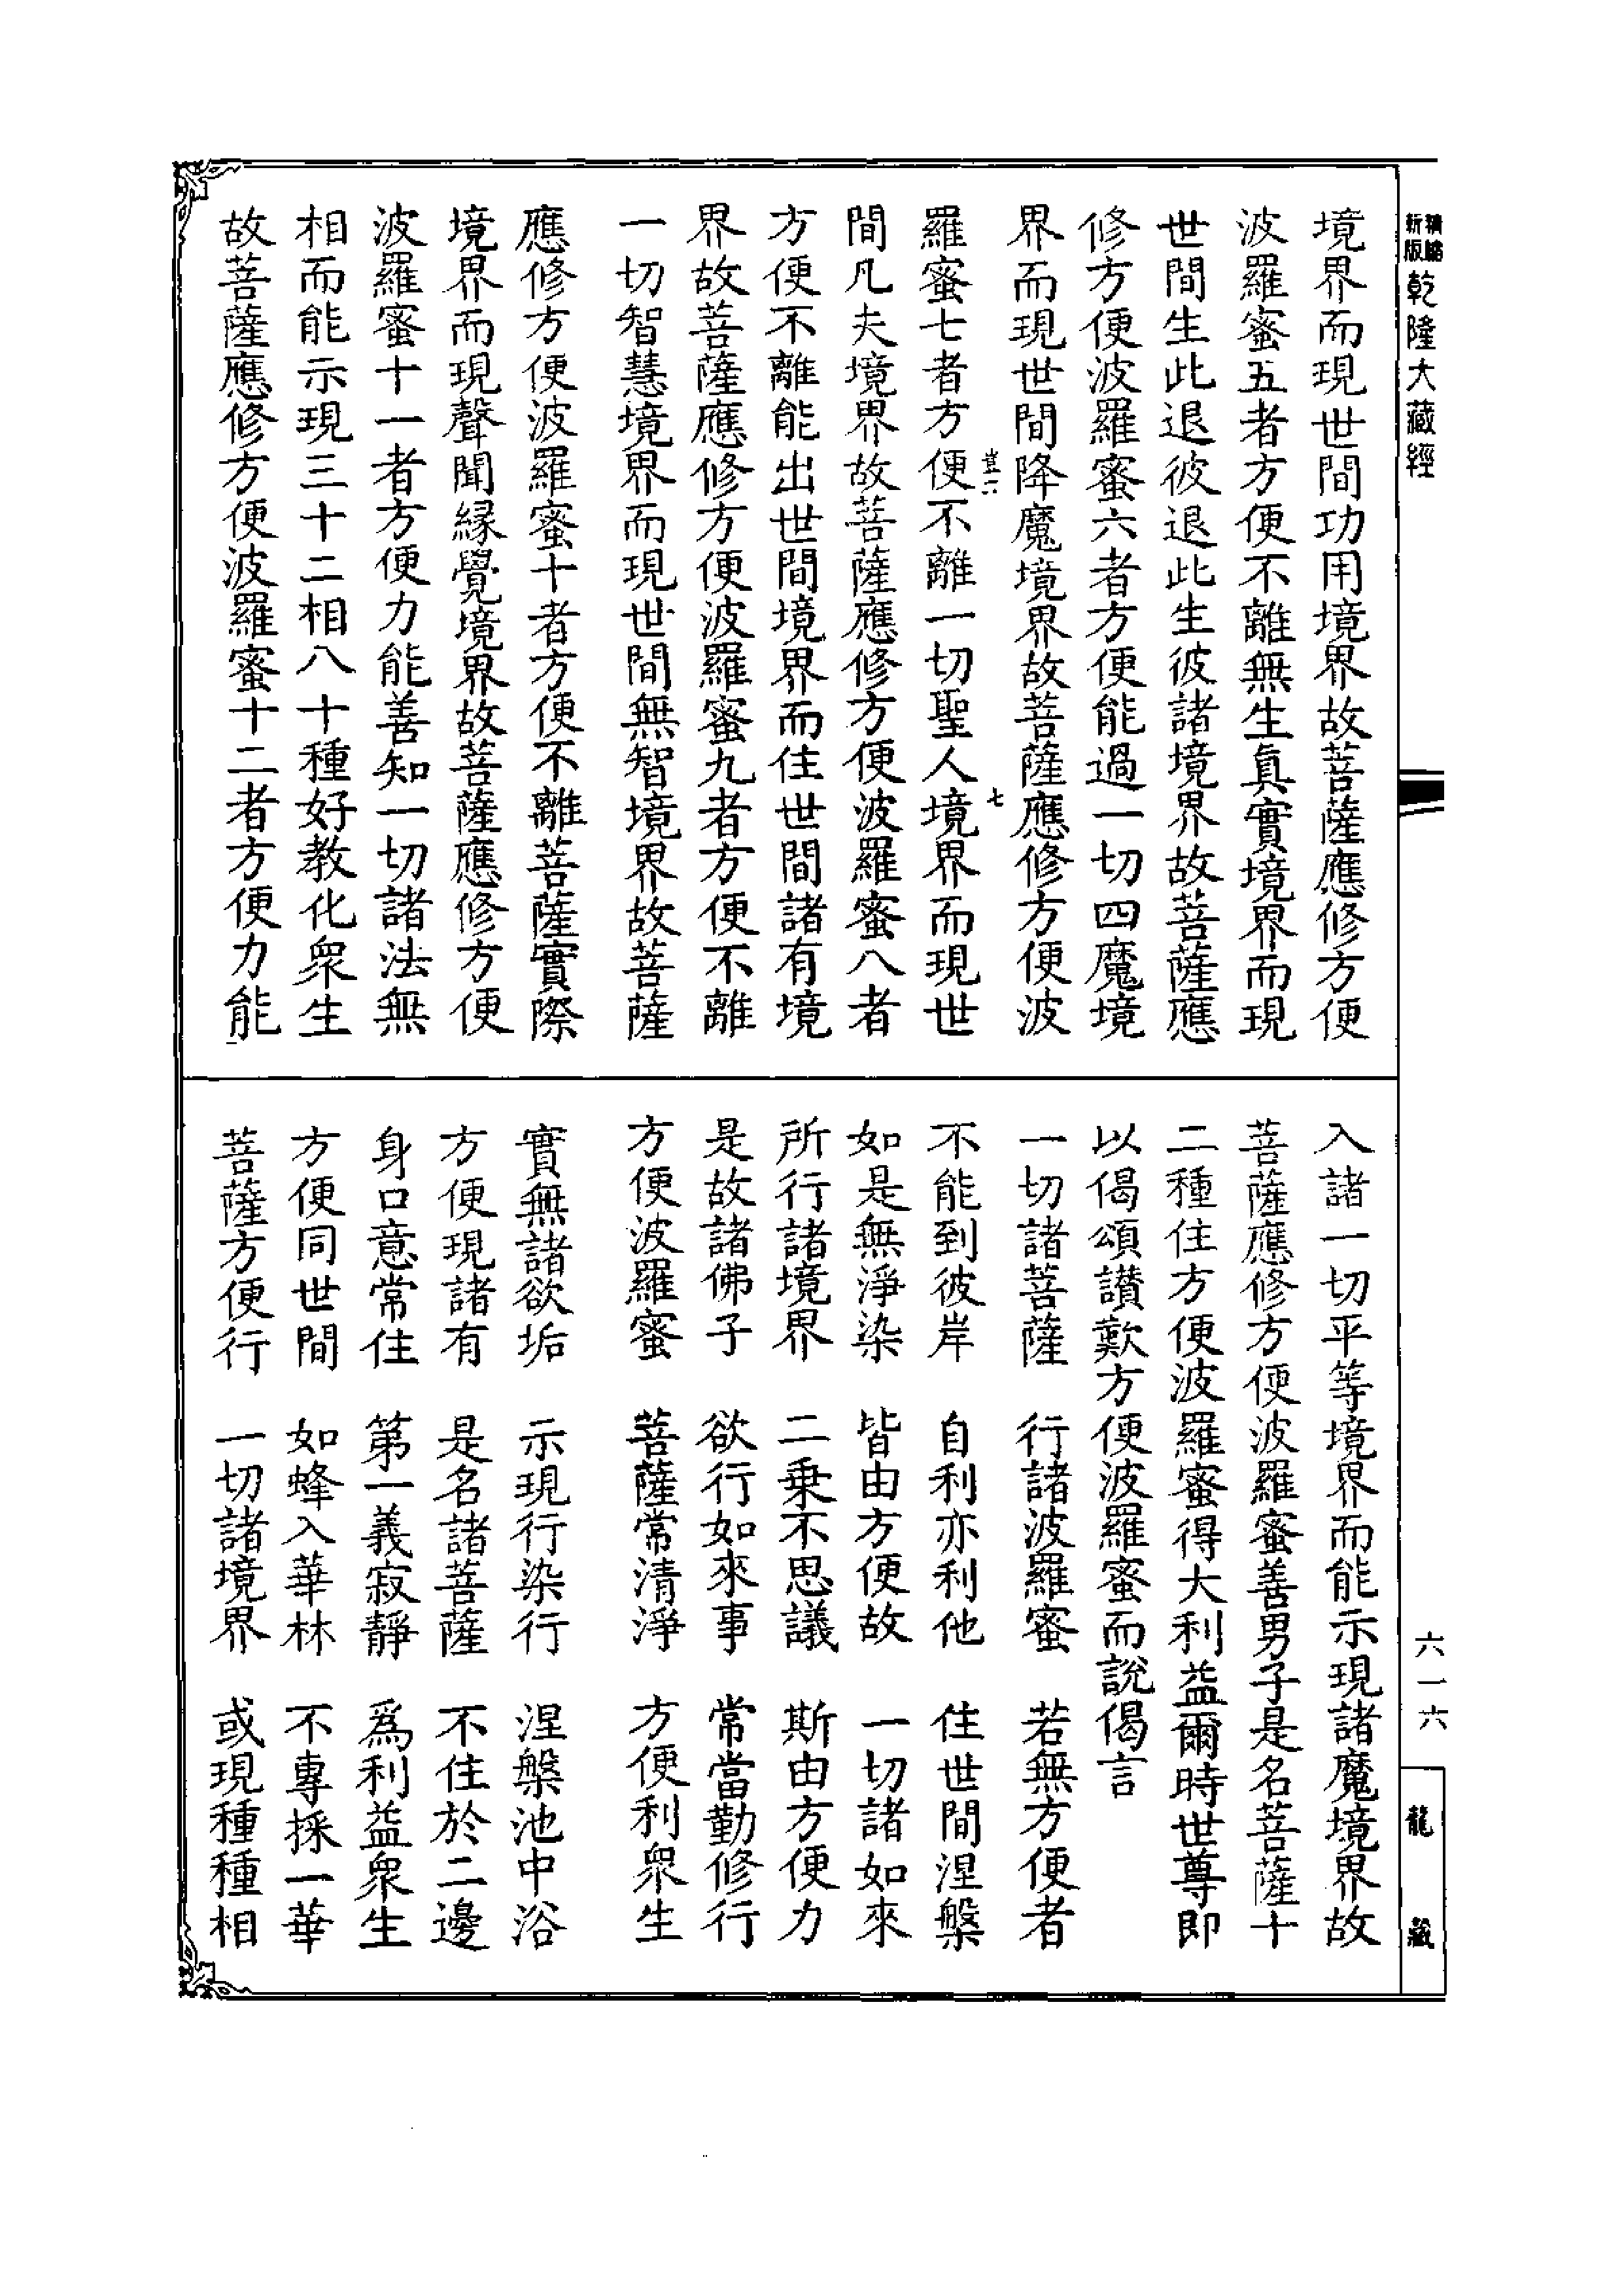 乾隆大藏經
境界而現世間功用境界故菩薩應修方便
波羅蜜五者方便不離無生真實境界而現
世間生此退彼退此生彼諸境界故菩薩應
修方便波羅蜜六者方便能過一切四魔境
界而現世間降魔境界故菩薩應修方便波
七
羅蜜七者方便不離一切聖人境界而現世
間凡夫境界故菩薩應修方便波羅蜜八者
方便不離能出世間境界而住世間諸有境
界故菩薩應修方便波羅蜜九者方便不離
一切智慧境界而現世間無智境界故菩薩
應修方便波羅蜜十者方便不離菩薩實際
境界而現聲聞緣覺境界故菩薩應修方便
波羅蜜十一者方便力能善知一切諸法無
相而能示現三十二相八十種好教化衆生
故菩薩應修方便波羅蜜十二者方便力能
入諸一切平等境界而能示現諸魔境界故
菩薩應修方便波羅蜜善男子是名菩薩十
二種住方便波羅蜜得大利益爾時世尊即
以偈頌讃歎方便波羅蜜而說偈言
一切諸菩薩 行諸波羅蜜 若無方便者
不能到彼岸 自利亦利他 住世間涅槃
如是無淨染 皆由方便故 一切諸如來
所行諸境界 二乗不思議 斯由方便力
是故諸佛子 欲行如來事 常當勤修行
方便波羅蜜 菩薩常清淨 方便利衆生
實無諸欲垢 示現行染行 涅槃池中浴
方便現諸有 是名諸菩薩 不住於二邊
身口意常住 第一義寂靜 爲利益衆生
方便同世間 如蜂入華林 不專採一華
菩薩方便行 一切諸境界 或現種種相
六一六
龍藏